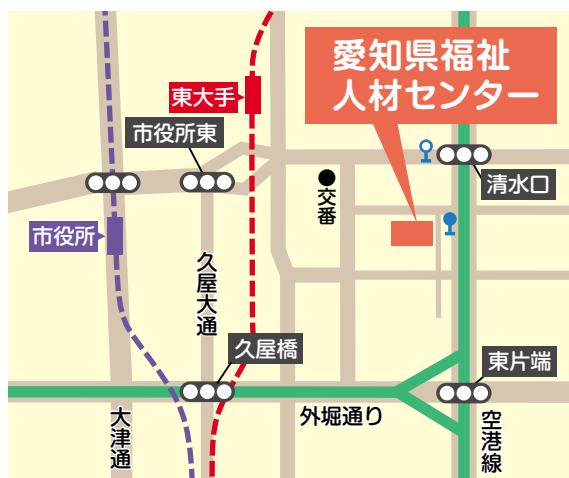 愛知県福祉
人材センター
東大手
市役所東
清水口
交番
市役所
久屋大通
久屋橋
東片端
外堀通り
大津通
空港線